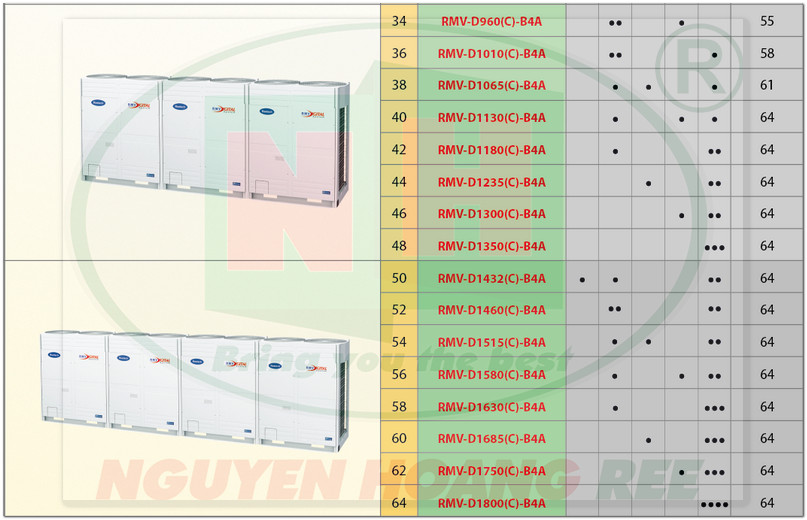 34 RMV-D960(C)-B4A •• • 55
36 RMV-D1010(C)-B4A •• • 58
38 RMV-D1065(C)-B4A • • • 61
40 RMV-D1130(C)-B4A • • • 64
42 RMV-D1180(C)-B4A • •• 64
44 RMV-D1235(C)-B4A • •• 64
46 RMV-D1300(C)-B4A • •• 64
48 RMV-D1350(C)-B4A ••• 64
50 RMV-D1432(C)-B4A • • •• 64
52 RMV-D1460(C)-B4A •• •• 64
54 RMV-D1515(C)-B4A • • •• 64
56 RMV-D1580(C)-B4A • • •• 64
58 RMV-D1630(C)-B4A • ••• 64
60 RMV-D1685(C)-B4A • ••• 64
62 RMV-D1750(C)-B4A • ••• 64
64 RMV-D1800(C)-B4A •••• 64
®
NH
Bring you the best
NGUYEN HOANG REE